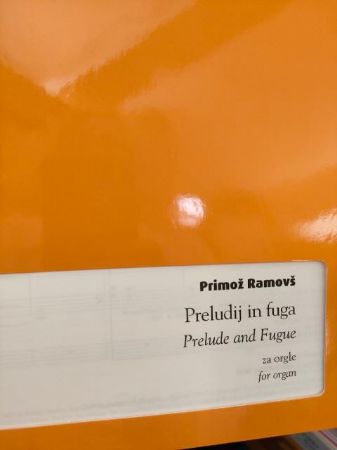 Primož Ramovš
Preludij in fuga
Prelude and Fugue
za orgle
for organ